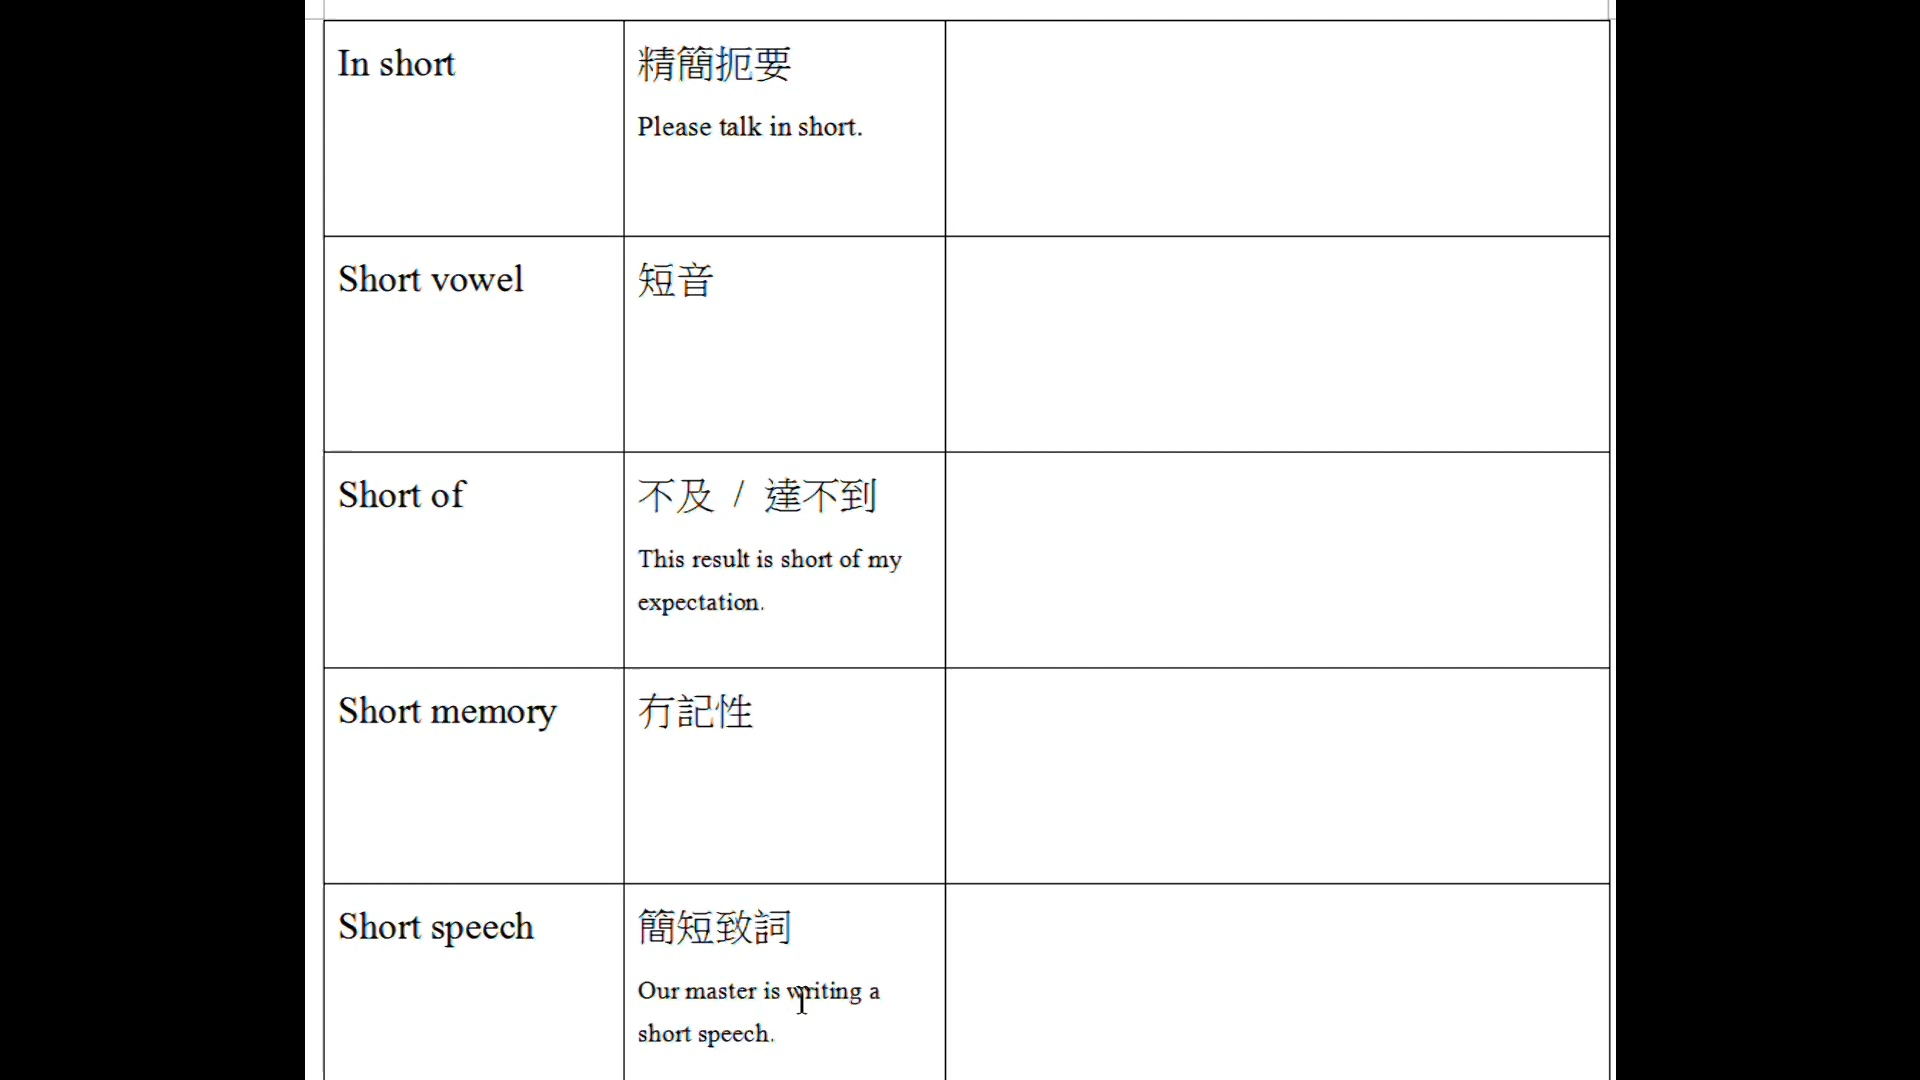 In short
精簡扼要
Please talk in short.
Short vowel
短音
Short of
不及 / 達不到
This result is short of my
expectation.
Short memory
冇記性
Short speech
簡短致詞
Our master is writing a
short speech.